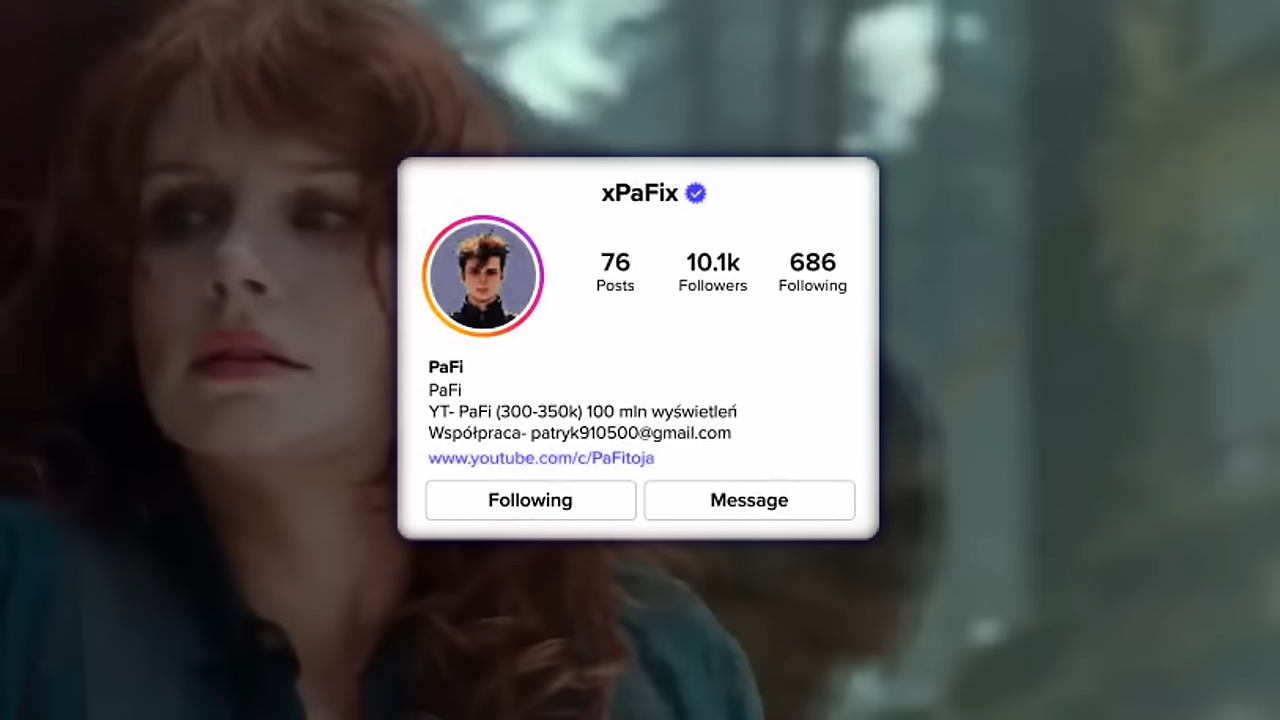 xPaFix
76 10.1k 686
Posts Followers Following
PaFi
PaFi
YT- PaFi (300-350k) 100 mln wyświetleń
Współpraca- patryk910500@gmail.com
www.youtube.com/c/PaFitoja
Following Message